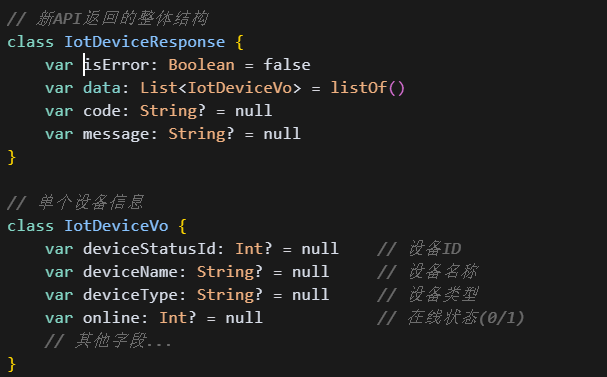 // 新API返回的整体结构
class IotDeviceResponse {
    var isError: Boolean = false
    var data: List<IotDeviceVo> = listOf()
    var code: String? = null
    var message: String? = null
}

// 单个设备信息
class IotDeviceVo {
    var deviceStatusId: Int? = null    // 设备ID
    var deviceName: String? = null     // 设备名称
    var deviceType: String? = null     // 设备类型
    var online: Int? = null            // 在线状态(0/1)
    // 其他字段...
}